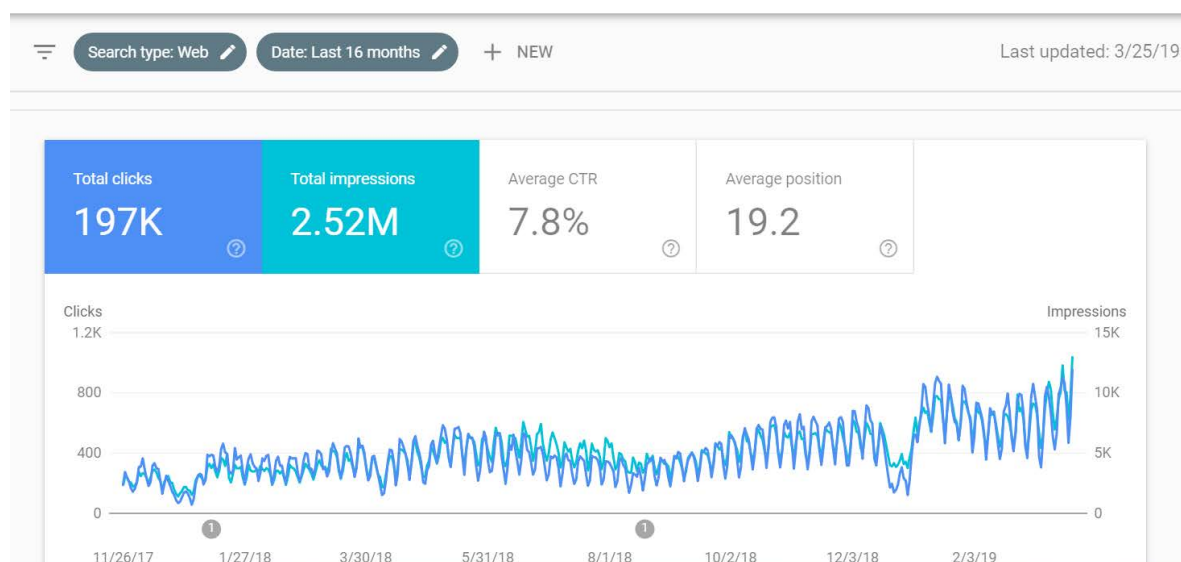 Search type: Web Date: Last 16 months + NEW Last updated: 3/25/19
Total clicks Total impressions Average CTR Average position
197K 2.52M 7.8% 19.2
Clicks Impressions
1.2K 15K
800 10K
400 5K
0 0
1 1
11/26/17 1/27/18 3/30/18 5/31/18 8/1/18 10/2/18 12/3/18 2/3/19